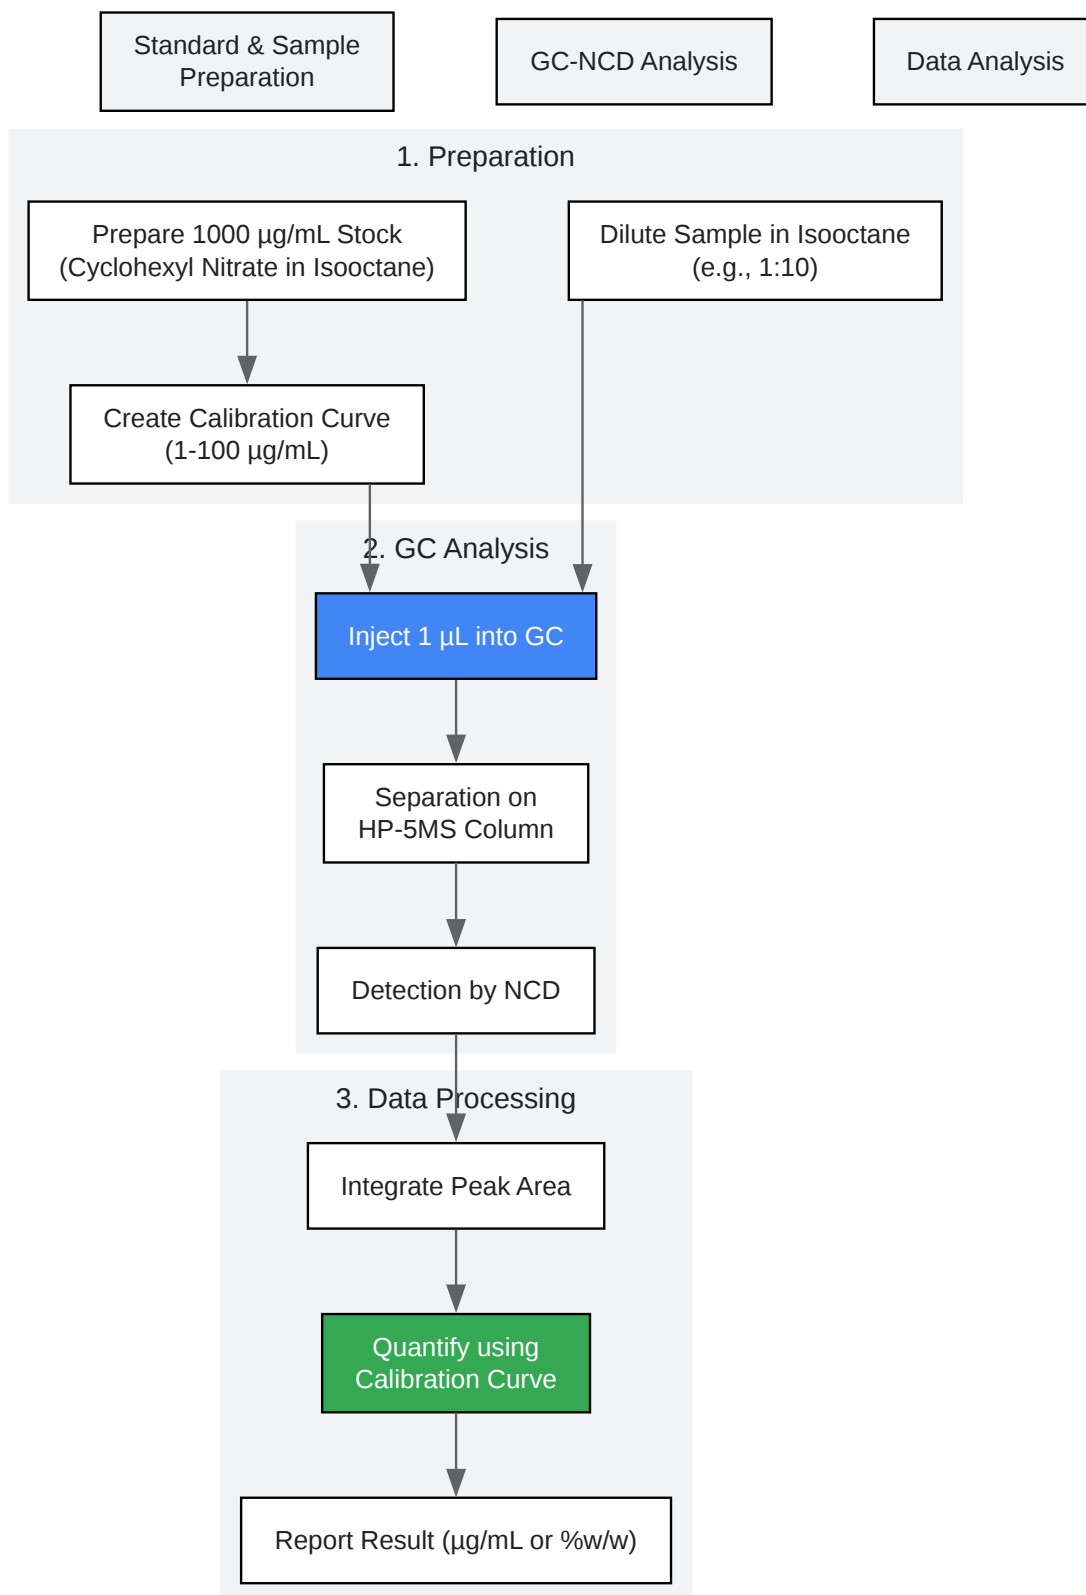 Standard & Sample
Preparation
GC-NCD Analysis
Data Analysis
1. Preparation
Prepare 1000 µg/mL Stock
(Cyclohexyl Nitrate in Isooctane)
Dilute Sample in Isooctane
(e.g., 1:10)
Create Calibration Curve
(1-100 µg/mL)
2. GC Analysis
Inject 1 µL into GC
Separation on
HP-5MS Column
Detection by NCD
3. Data Processing
Integrate Peak Area
Quantify using
Calibration Curve
Report Result (µg/mL or %w/w)